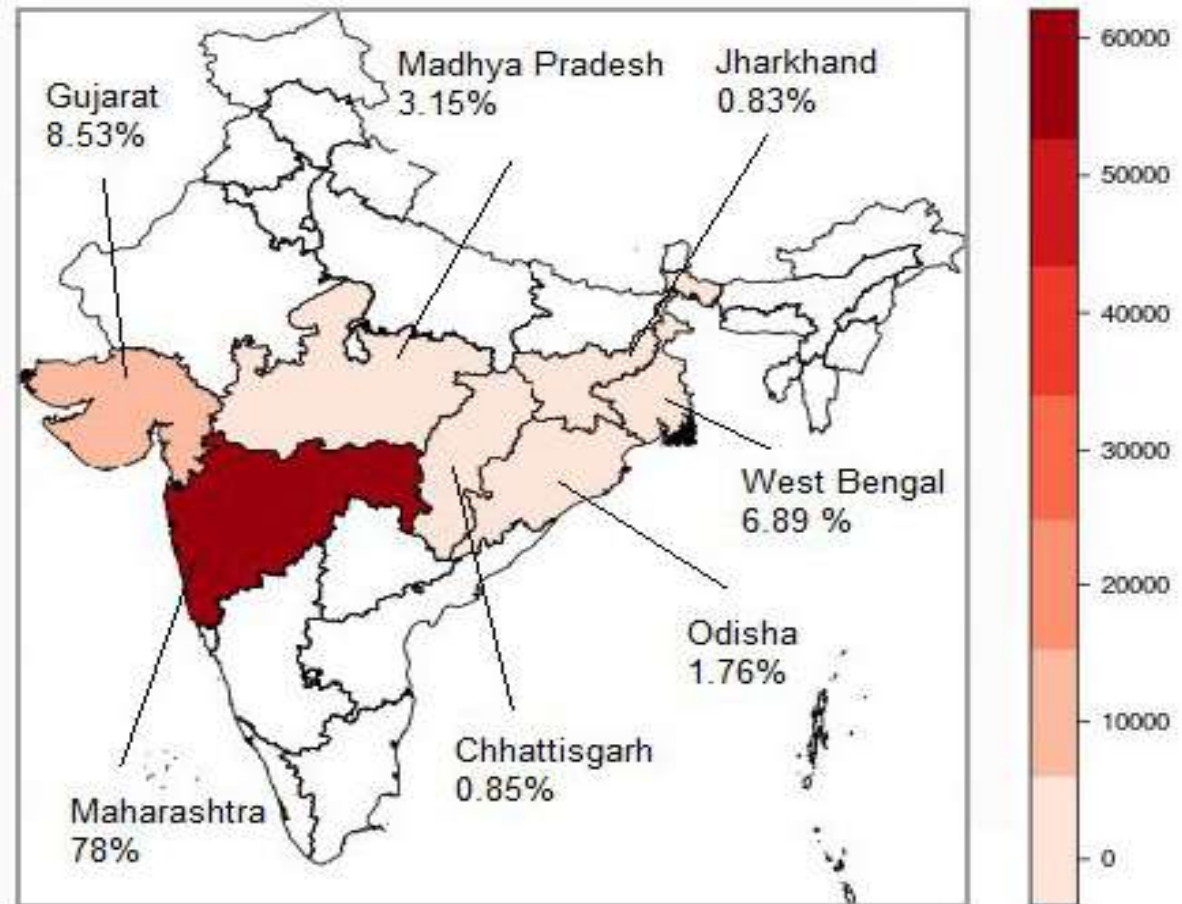 Gujarat
8.53%
Madhya Pradesh
3.15%
Jharkhand
0.83%
West Bengal
6.89 %
Odisha
1.76%
Chhattisgarh
0.85%
Maharashtra
78%
60000
50000
40000
30000
20000
10000
0